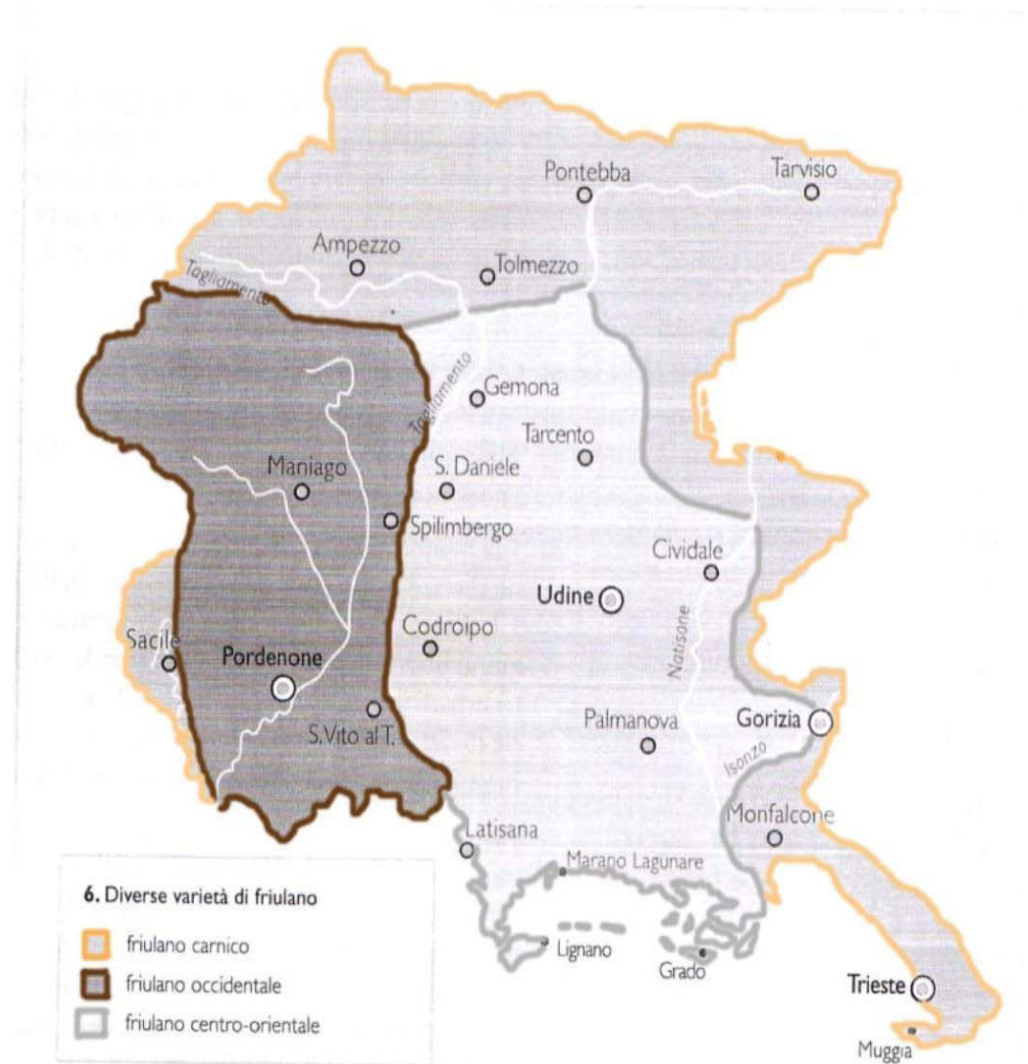 Pontebba
Tarvisio
Ampezzo
Tolmezzo
Tagliamento
Tagliamento
Gemona
Tarcento
Maniago
S. Daniele
Spilimbergo
Cividale
Udine
Natisone
Codroipo
Sacile
Pordenone
S. Vito al T.
Palmanova
Gorizia
Isonzo
Monfalcone
Latisana
Marano Lagunare
Lignano
Grado
Trieste
Muggia
6. Diverse varietà di friulano
friulano carnico
friulano occidentale
friulano centro-orientale